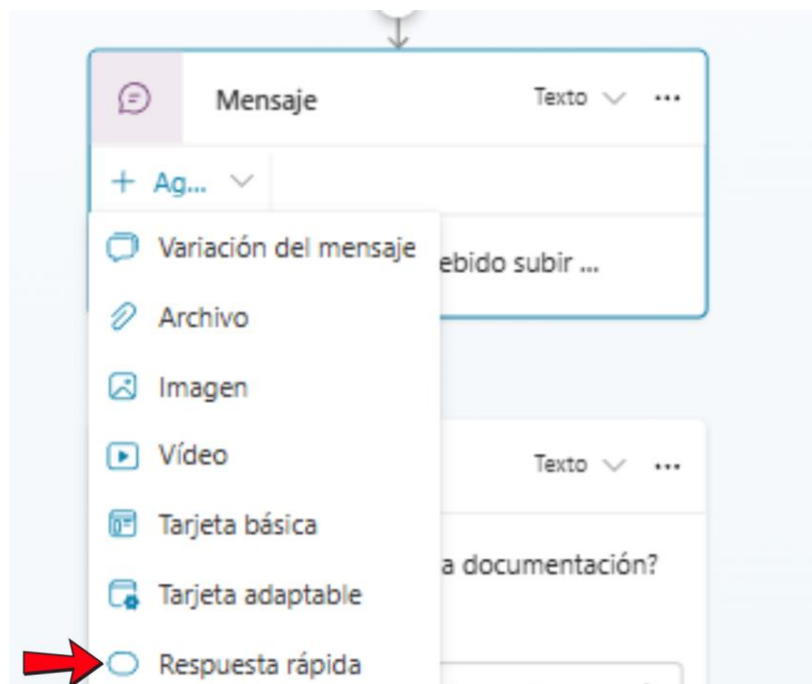 Mensaje
Texto
+ Ag...
Variación del mensaje
ebido subir ...
Archivo
Imagen
Vídeo
Texto
Tarjeta básica
a documentación?
Tarjeta adaptable
Respuesta rápida